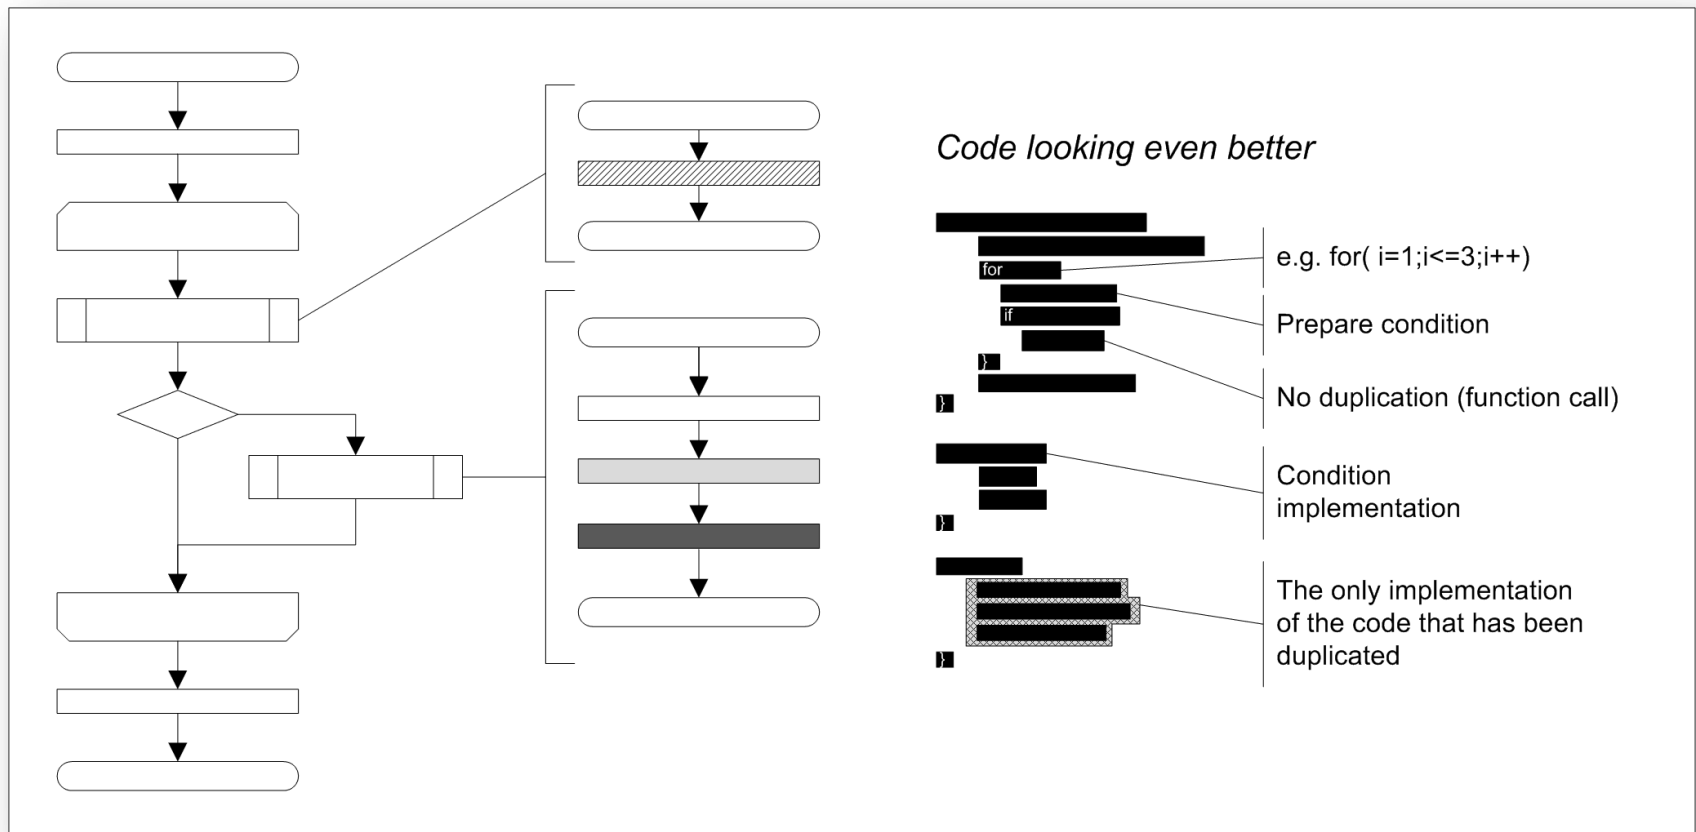 Code looking even better
for
e.g. for( i=1;i<=3;i++)
Prepare condition
if
No duplication (function call)
}
}
Condition
implementation
}
The only implementation
of the code that has been
duplicated
}